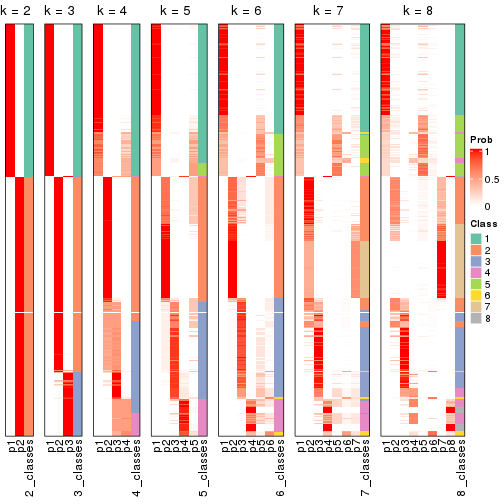 k = 2 k = 3 k = 4 k = 5 k = 6 k = 7 k = 8
Prob
1
0.5
0
Class
1
2
3
4
5
6
7
8
p1 p2 2_classes
p1 p2 p3 3_classes
p1 p2 p3 p4 4_classes
p1 p2 p3 p4 p5 5_classes
p1 p2 p3 p4 p5 p6 6_classes
p1 p2 p3 p4 p5 p6 p7 7_classes
p1 p2 p3 p4 p5 p6 p7 p8 8_classes